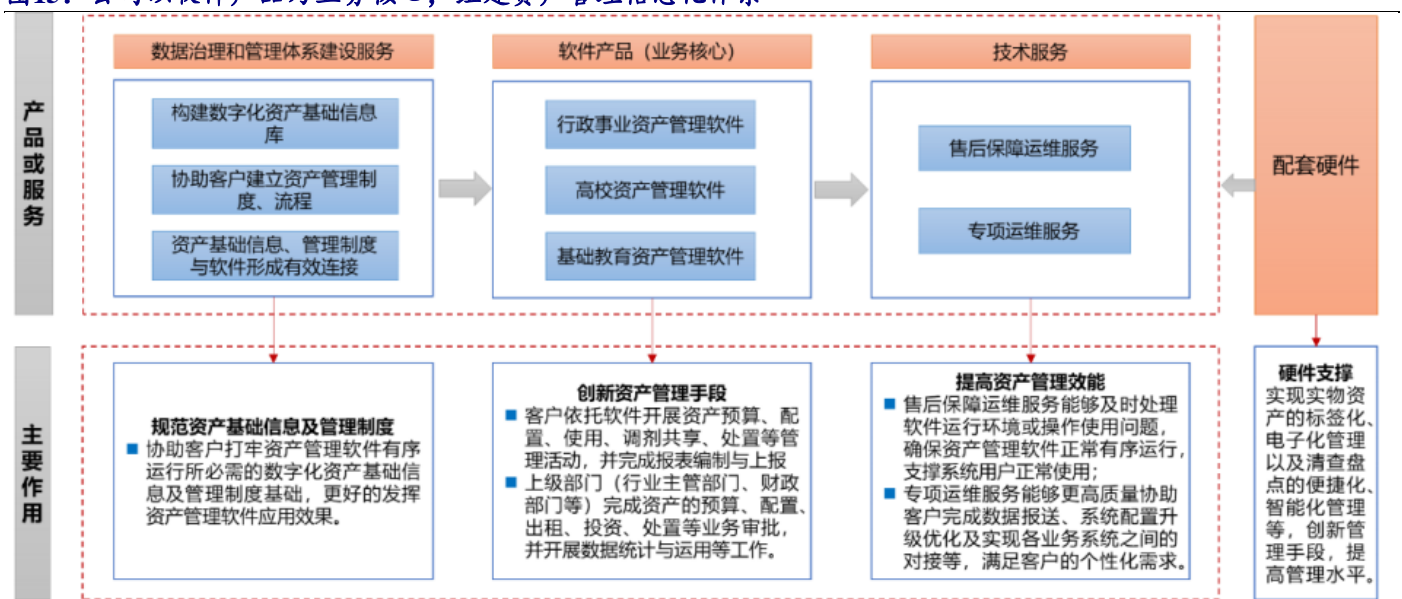 公司以软件产品为业务核心，资产管理信息化体系
产品或服务
数据治理和管理体系建设服务
构建数字化资产基础信息
库
协助客户建立资产管理制
度、流程
资产基础信息、管理制度
与软件形成有效连接
软件产品（业务核心）
行政事业资产管理软件
高校资产管理软件
基础教育资产管理软件
技术服务
售后保障运维服务
专项运维服务
配套硬件
主要作用
规范资产基础信息及管理制度
■ 协助客户打牢资产管理软件有序
运行所必需的数字化资产基础信
息及管理制度基础，更好的发挥
资产管理软件应用效果。
创新资产管理手段
■ 客户依托软件开展资产预算、配
置、使用、调剂共享、处置等管
理活动，并完成报表编制与上报
■ 上级部门（行业主管部门、财政
部门等）完成资产的预算、配置、
出租、投资、处置等业务审批，
并开展数据统计与运用等工作。
提高资产管理效能
■ 售后保障运维服务能够及时处理
软件运行环境或操作使用问题，
确保资产管理软件正常有序运行，
支撑系统用户正常使用；
■ 专项运维服务能够更高质量协助
客户完成数据报送、系统配置升
级优化及实现各业务系统之间的
对接等，满足客户的个性化需求。
硬件支撑
实现实物资
产的标签化、
电子化管理
以及清查盘
点的便捷化、
智能化管理
等，创新管
理手段，提
高管理水平。